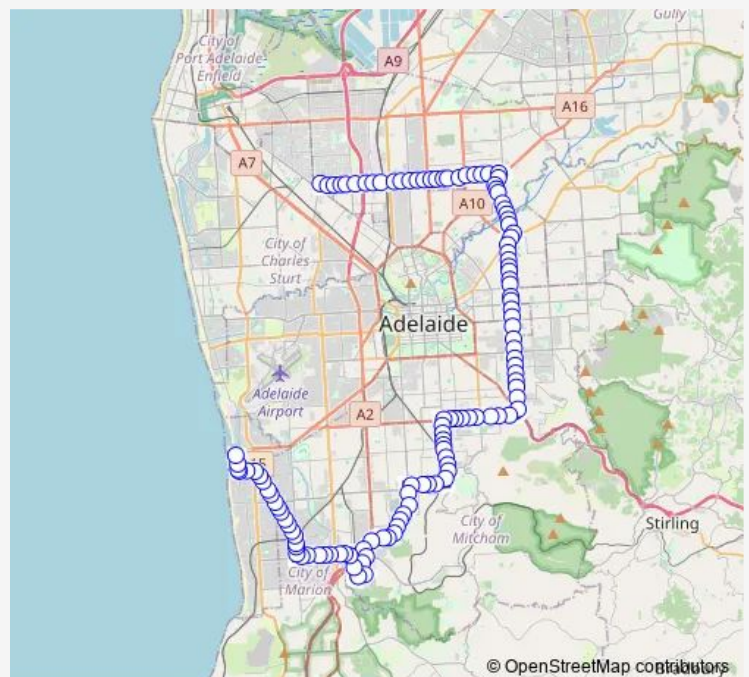 Gully
City of
Port Adelaide
Enfield
A9
A16
A7
A10
City of
Charles
Sturt
Adelaide
Adelaide
Airport
A2
City of
Mitcham
Stirling
City of
Marion
© OpenStreetMap contributors